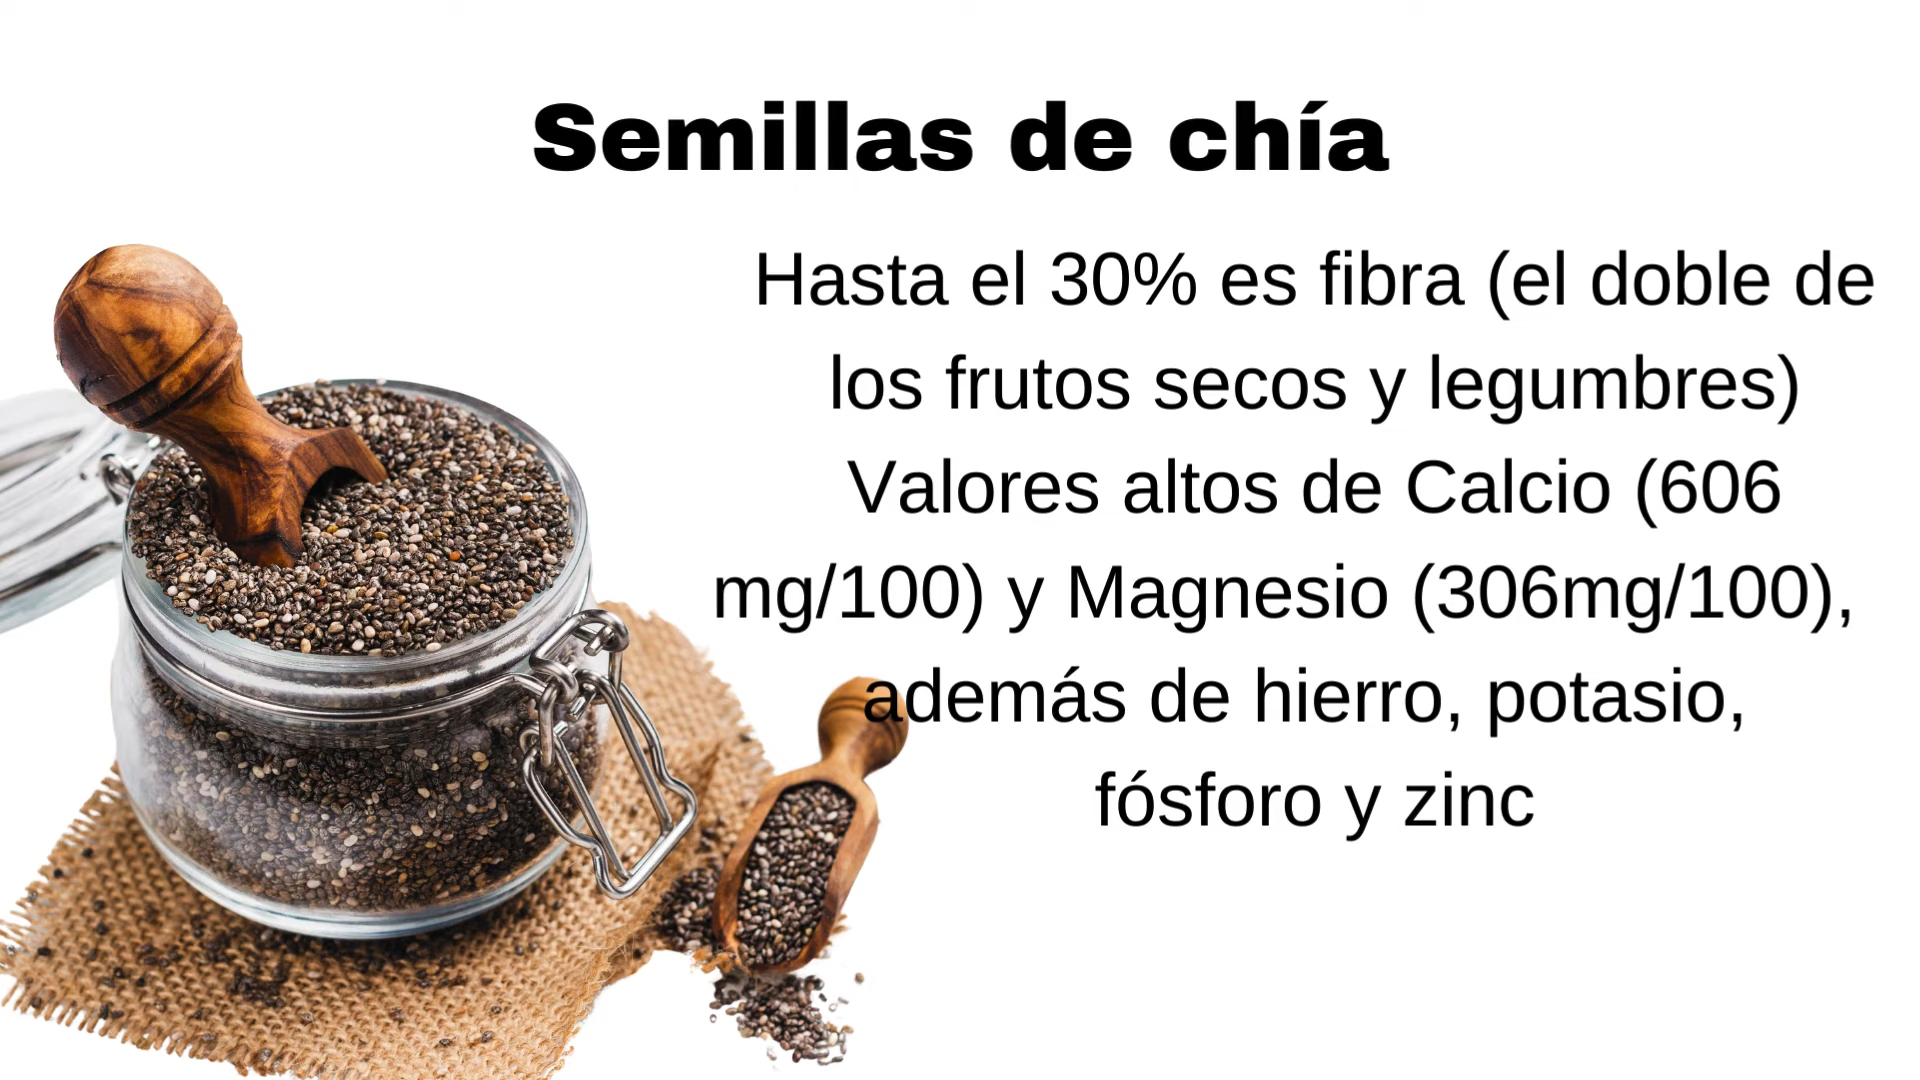 Semillas de chía
Hasta el 30% es fibra (el doble de
los frutos secos y legumbres)
Valores altos de Calcio (606
mg/100) y Magnesio (306mg/100),
además de hierro, potasio,
fósforo y zinc